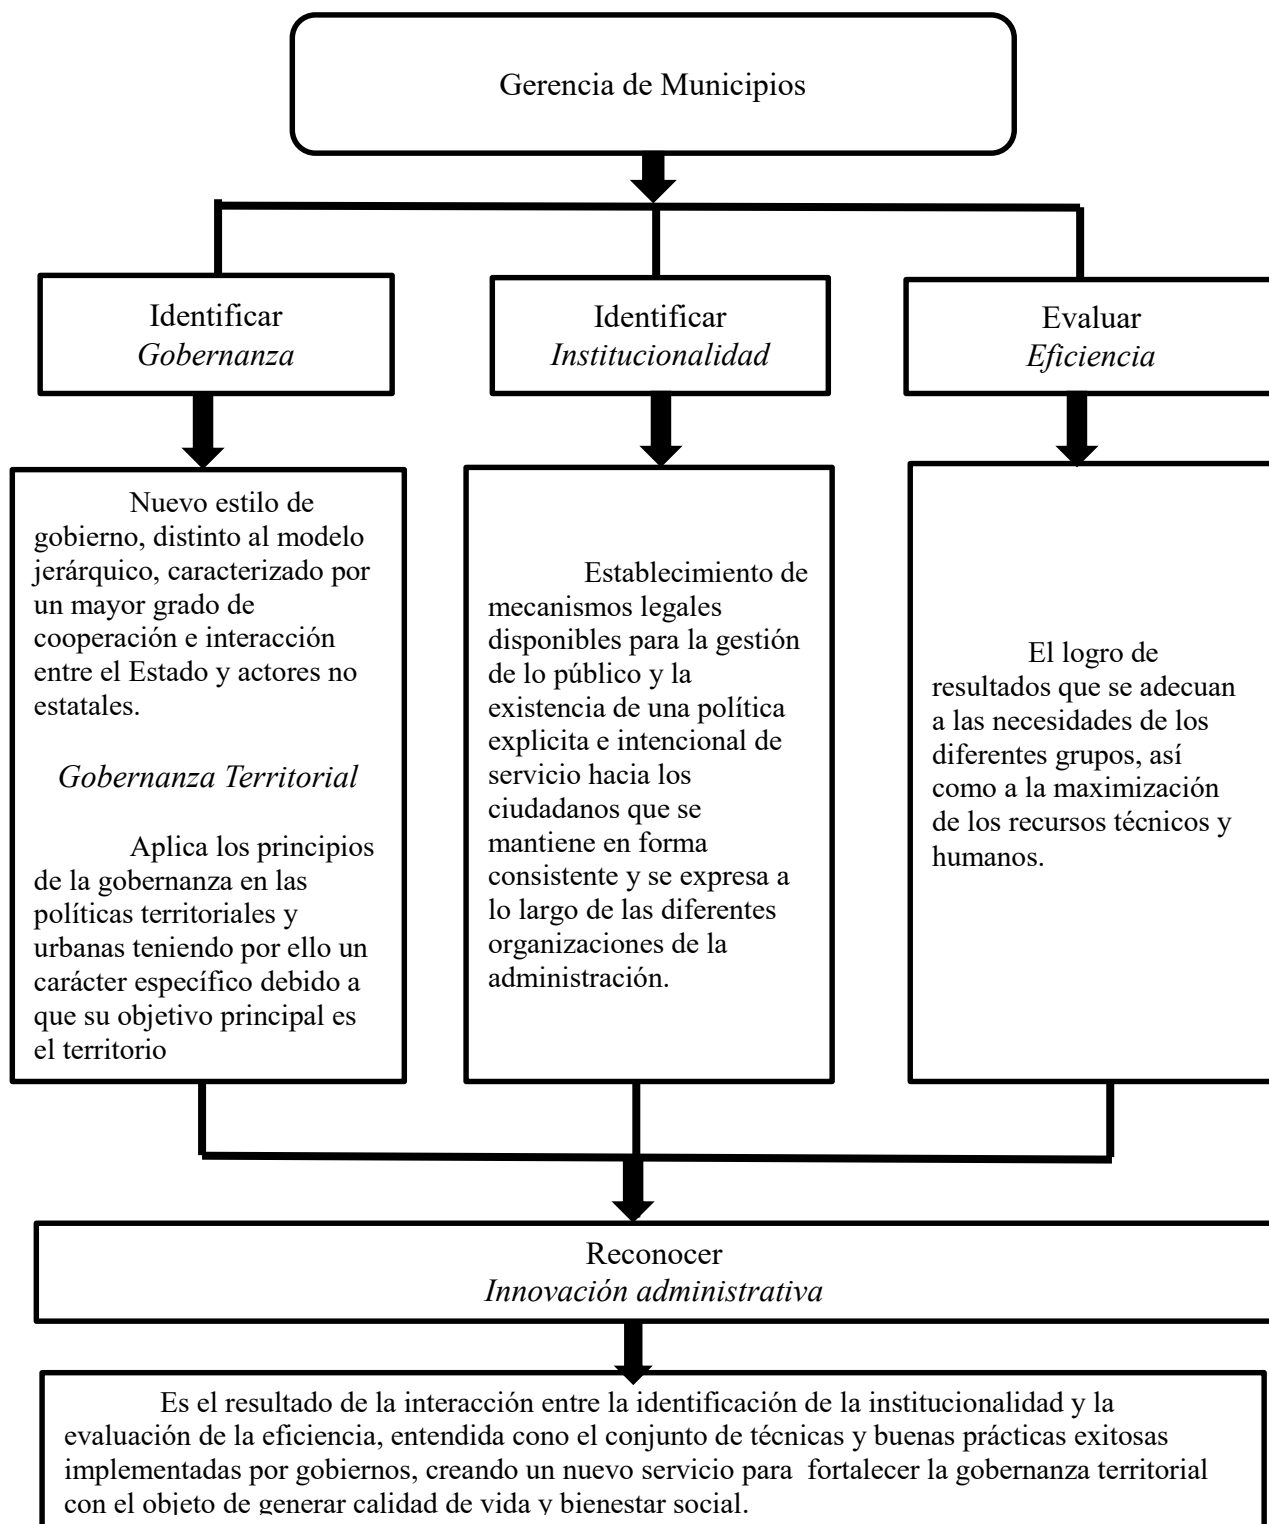 Gerencia de Municipios
Identificar
Gobernanza
Identificar
Institucionalidad
Evaluar
Eficiencia
Nuevo estilo de
gobierno, distinto al modelo
jerárquico, caracterizado por
un mayor grado de
cooperación e interacción
entre el Estado y actores no
estatales.
Gobernanza Territorial
Aplica los principios
de la gobernanza en las
políticas territoriales y
urbanas teniendo por ello un
carácter específico debido a
que su objetivo principal es
el territorio
Establecimiento de
mecanismos legales
disponibles para la gestión
de lo público y la
existencia de una política
explicita e intencional de
servicio hacia los
ciudadanos que se
mantiene en forma
consistente y se expresa a
lo largo de las diferentes
organizaciones de la
administración.
El logro de
resultados que se adecuan
a las necesidades de los
diferentes grupos, así
como a la maximización
de los recursos técnicos y
humanos.
Reconocer
Innovación administrativa
Es el resultado de la interacción entre la identificación de la institucionalidad y la
evaluación de la eficiencia, entendida cono el conjunto de técnicas y buenas prácticas exitosas
implementadas por gobiernos, creando un nuevo servicio para fortalecer la gobernanza territorial
con el objeto de generar calidad de vida y bienestar social.